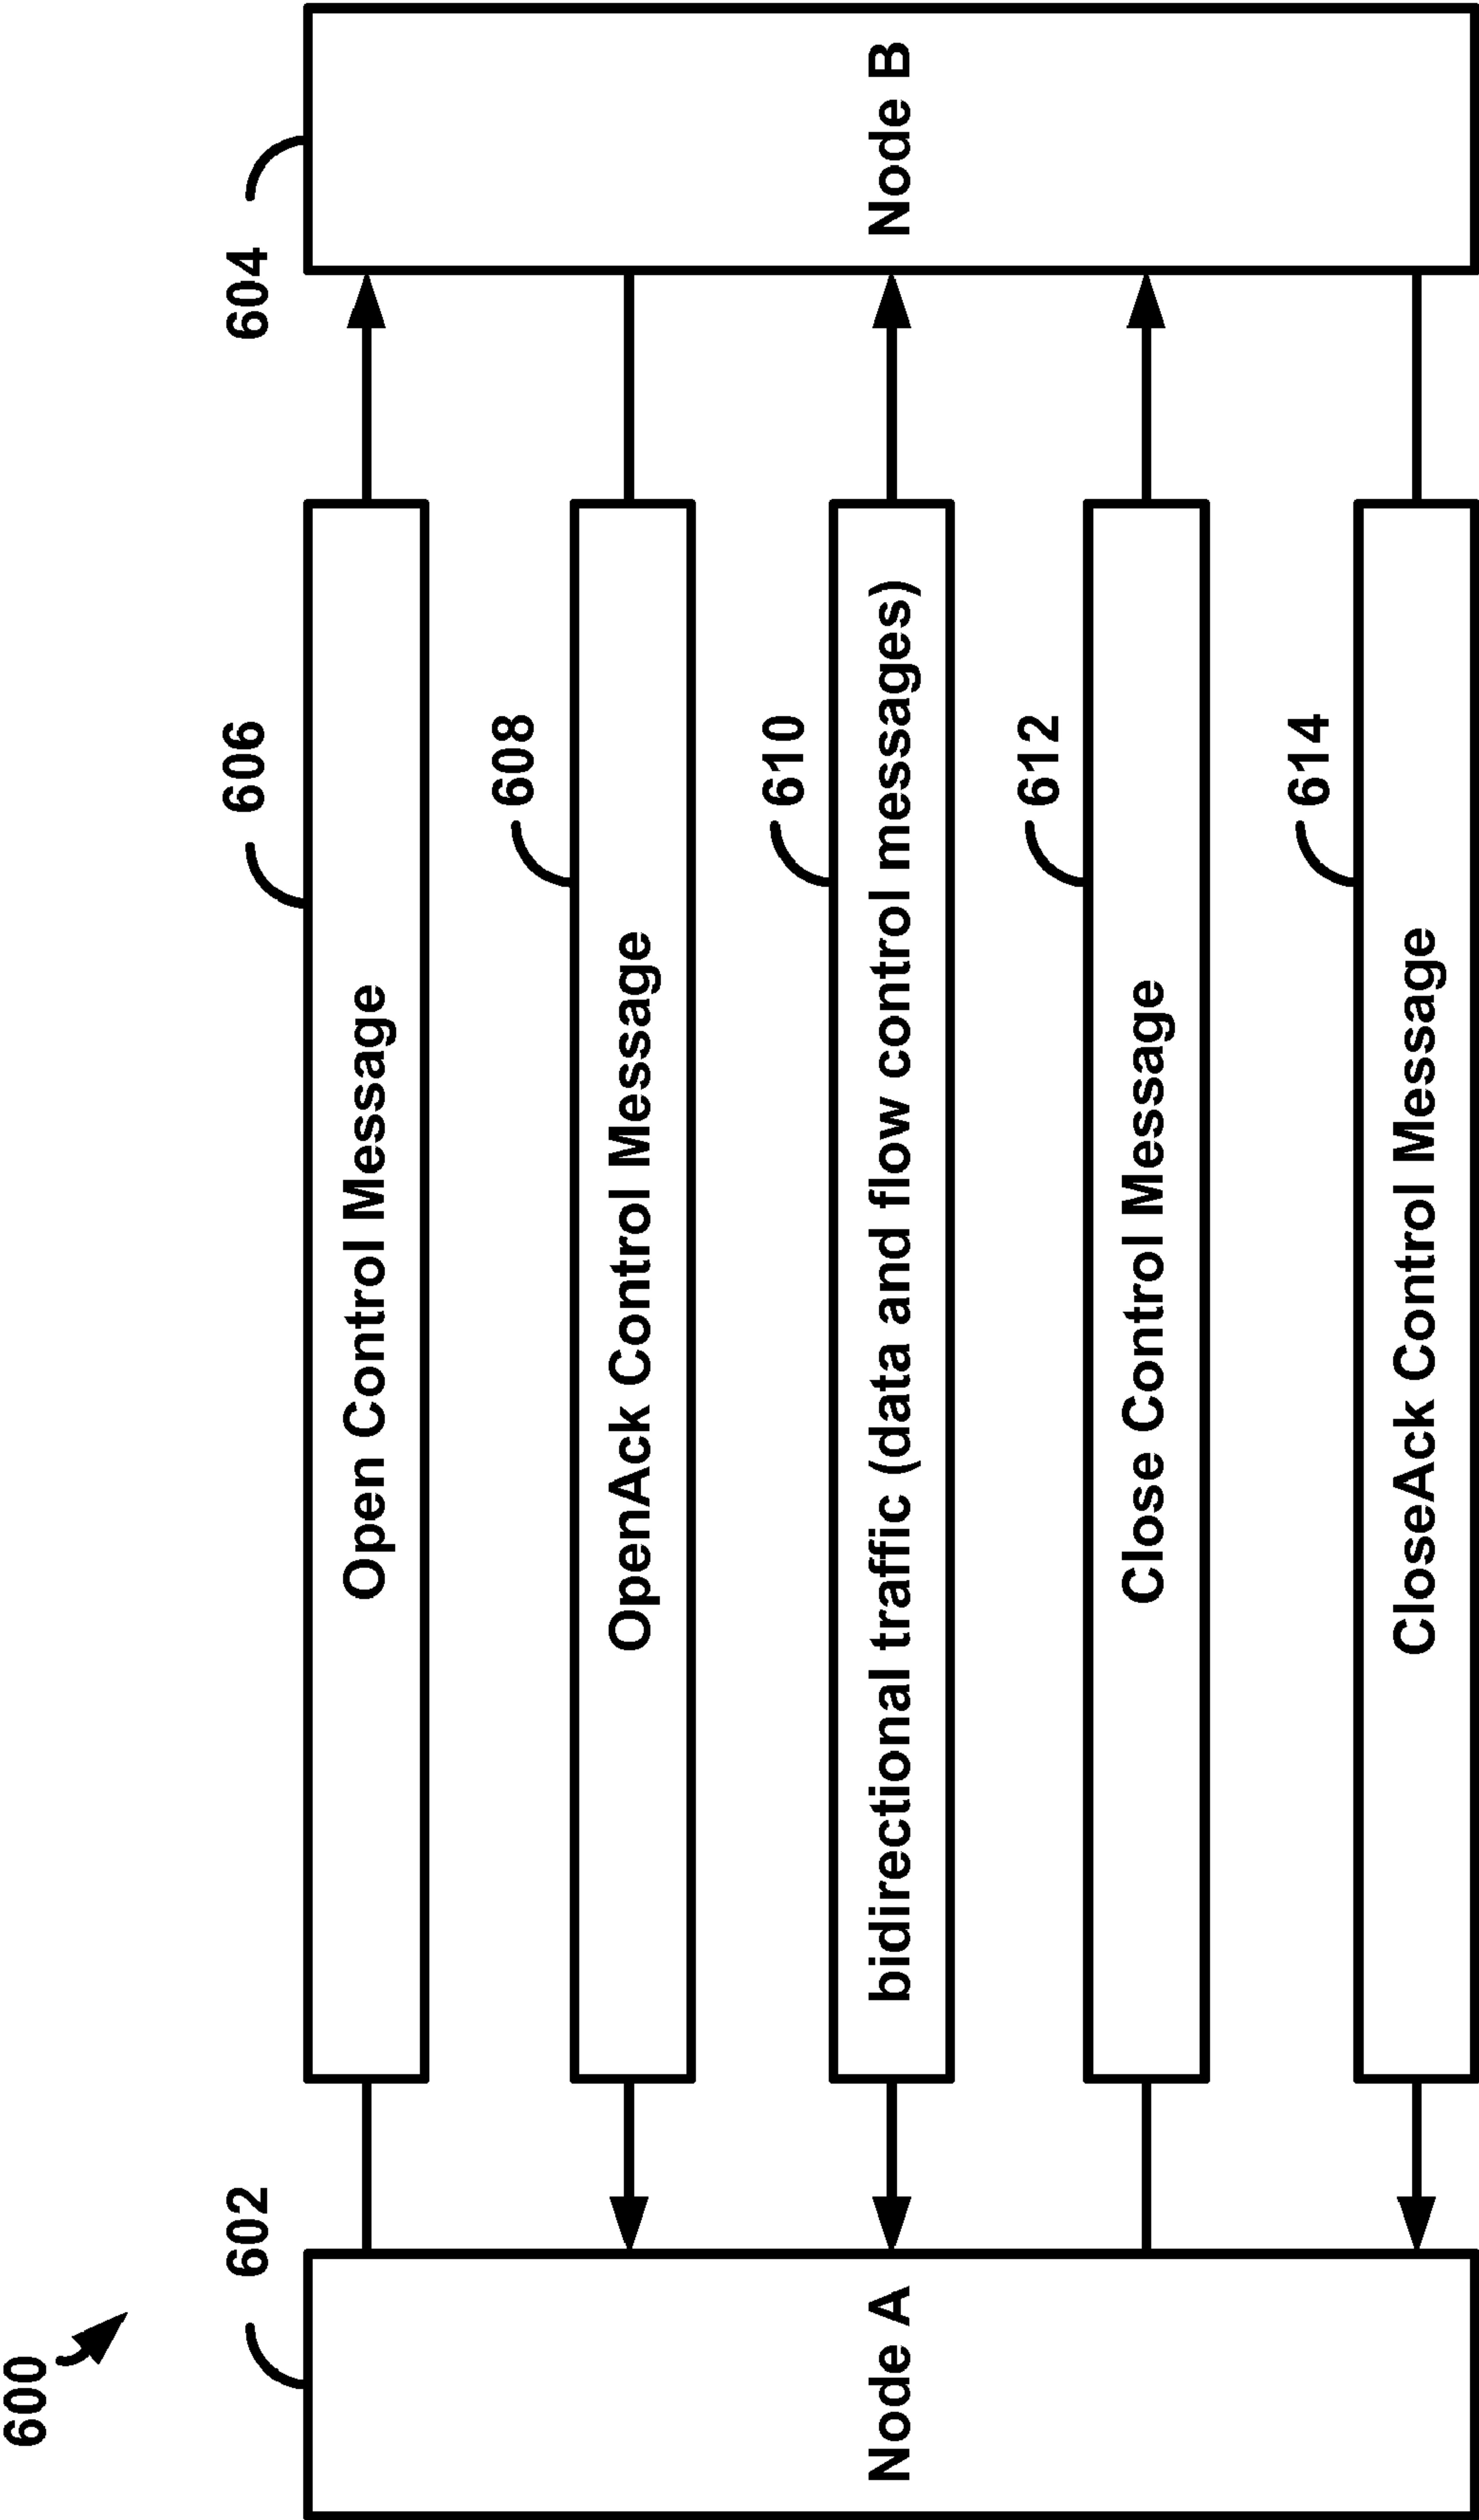 600
602
604
Node A
Node B
606
Open Control Message
608
OpenAck Control Message
610
bidirectional traffic (data and flow control messages)
612
Close Control Message
614
CloseAck Control Message